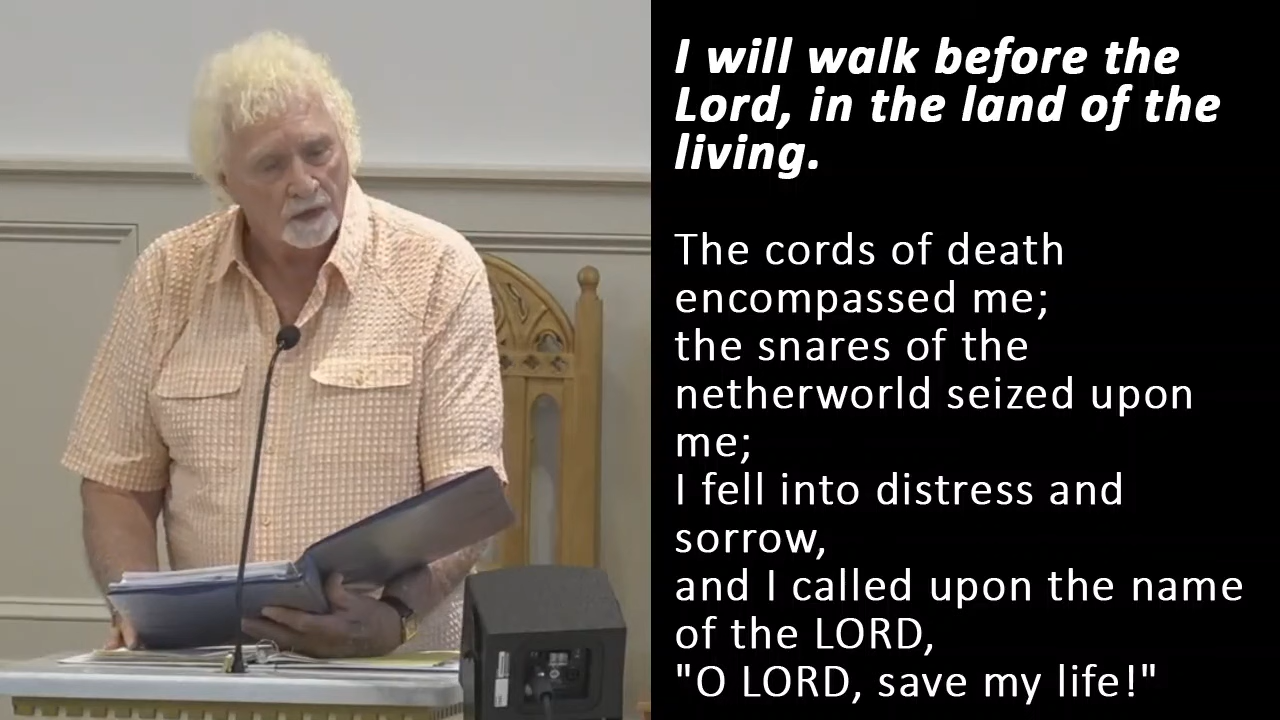 I will walk before the
Lord, in the land of the
living.
The cords of death
encompassed me;
the snares of the
netherworld seized upon
me;
I fell into distress and
sorrow,
and I called upon the name
of the LORD,
"O LORD, save my life!"